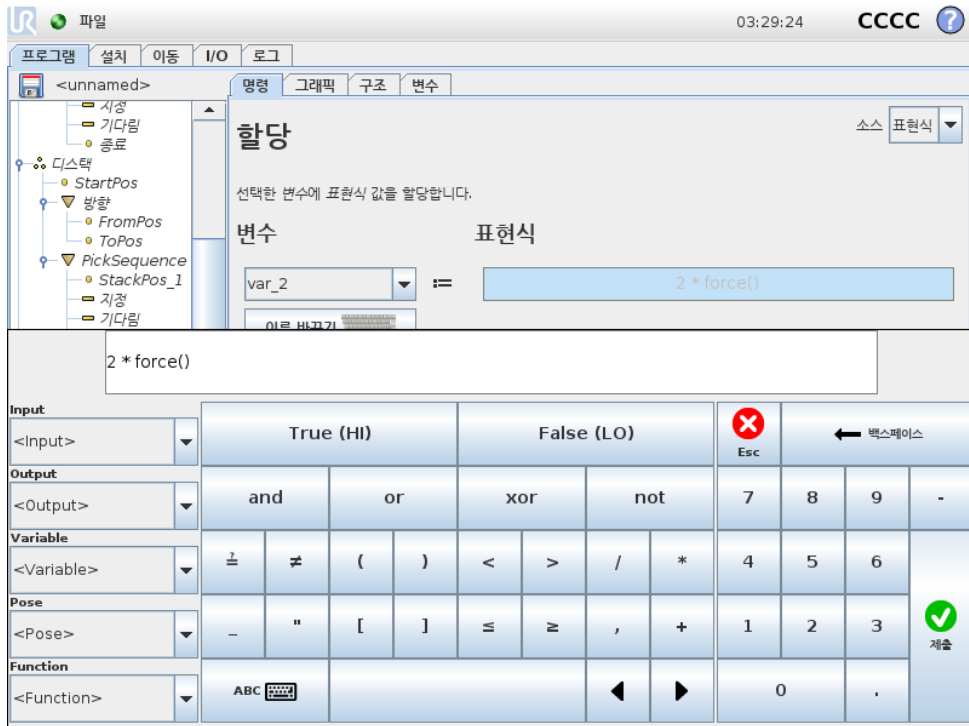 UR 파일 03:29:24 CCCC ?
프로그램 설치 이동 I/O 로그
<unnamed> 명령 그래픽 구조 변수
지정
기다림
종료
디스택
StartPos
방향
FromPos
ToPos
PickSequence
StackPos_1
지정
기다림
할당
소스 표현식
선택한 변수에 표현식 값을 할당합니다.
변수 표현식
var_2 := 2 * force()
이름 바꾸기
2 * force()
Input
<Input> True (HI) False (LO) Esc 백스페이스
Output
<Output> and or xor not 7 8 9 -
Variable
<Variable> ≟ ≠ ( ) < > / * 4 5 6
Pose
<Pose> _ " [ ] ≤ ≥ , + 1 2 3 제출
Function
<Function> ABC 0 .